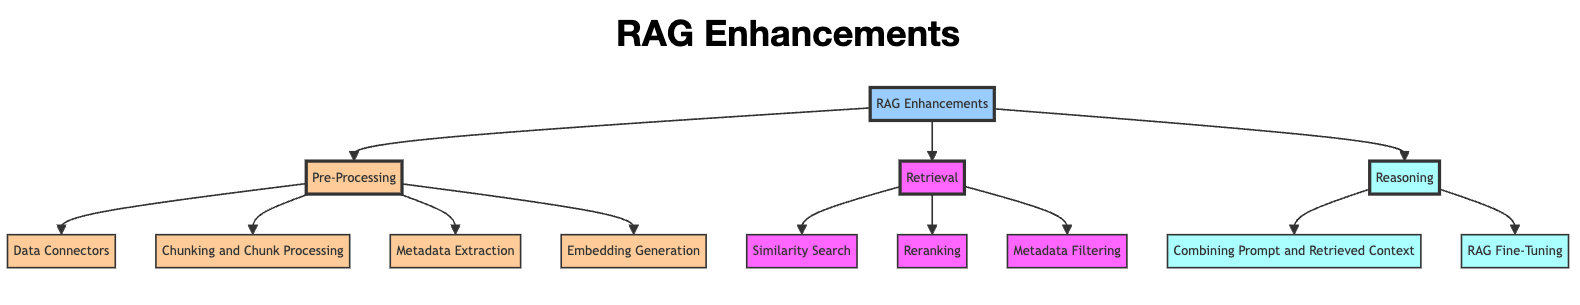 RAG Enhancements
RAG Enhancements
Pre-Processing
Retrieval
Reasoning
Data Connectors
Chunking and Chunk Processing
Metadata Extraction
Embedding Generation
Similarity Search
Reranking
Metadata Filtering
Combining Prompt and Retrieved Context
RAG Fine-Tuning